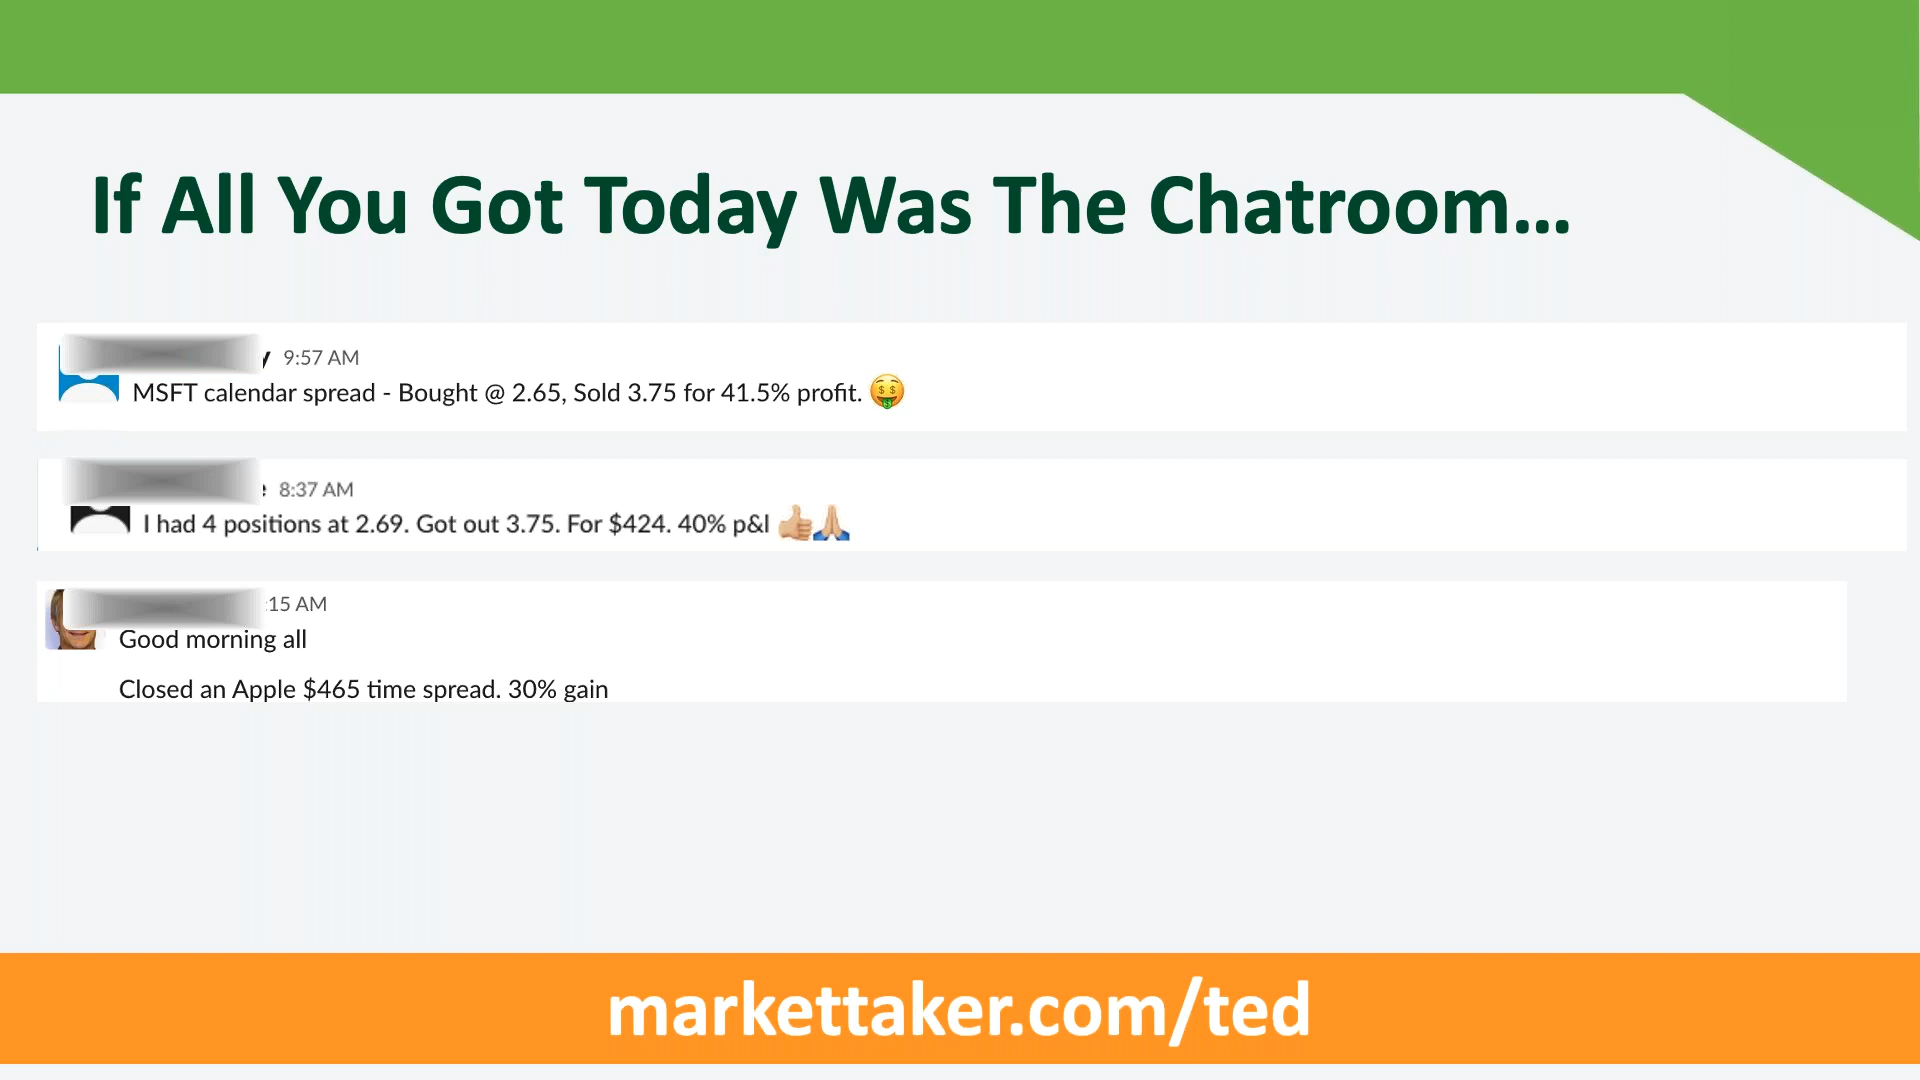 If All You Got Today Was The Chatroom...
9:57 AM
MSFT calendar spread - Bought @ 2.65, Sold 3.75 for 41.5% profit. 🤑
8:37 AM
I had 4 positions at 2.69. Got out 3.75. For $424. 40% p&l 👍🏼🙏🏼
:15 AM
Good morning all
Closed an Apple $465 time spread. 30% gain
markettaker.com/ted